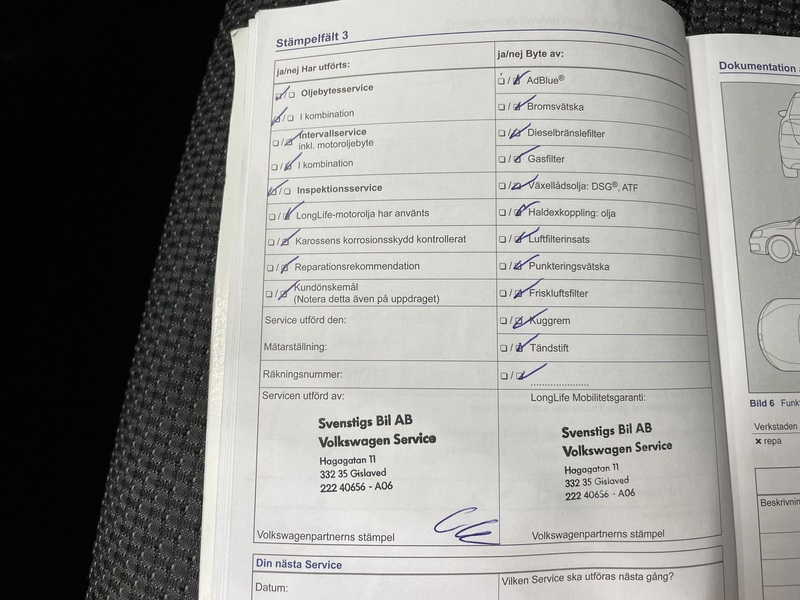 Stämpelfält 3
ja/nej Har utförts:
Oljebytesservice
I kombination
Intervallservice
inkl. motoroljebyte
I kombination
Inspektionsservice
LongLife-motorolja har använts
Karossens korrosionsskydd kontrollerat
Reparationsrekommendation
Kundönskemål
(Notera detta även på uppdraget)
Service utförd den:
Mätarställning:
Räkningsnummer:
ja/nej Byte av:
AdBlue®
Bromsvätska
Dieselbränslefilter
Gasfilter
Växellådsolja: DSG®, ATF
Haldexkoppling: olja
Luftfilterinsats
Punkteringsvätska
Friskluftsfilter
Kuggrem
Tändstift
Servicen utförd av:
Svenstigs Bil AB
Volkswagen Service
Hagagatan 11
332 35 Gislaved
222 40656 - A06
Volkswagenpartnerns stämpel
LongLife Mobilitetsgaranti:
Svenstigs Bil AB
Volkswagen Service
Hagagatan 11
332 35 Gislaved
222 40656 - A06
Volkswagenpartnerns stämpel
Din nästa Service
Datum:
Vilken Service ska utföras nästa gång?
Dokumentation
Bild 6
Verkstaden
× repa